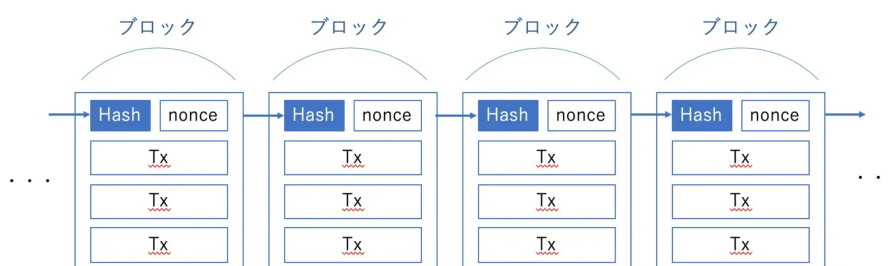 ブロック ブロック ブロック ブロック
Hash nonce Hash nonce Hash nonce Hash nonce
Tx Tx Tx Tx
. . . Tx Tx Tx Tx . .
Tx Tx Tx Tx